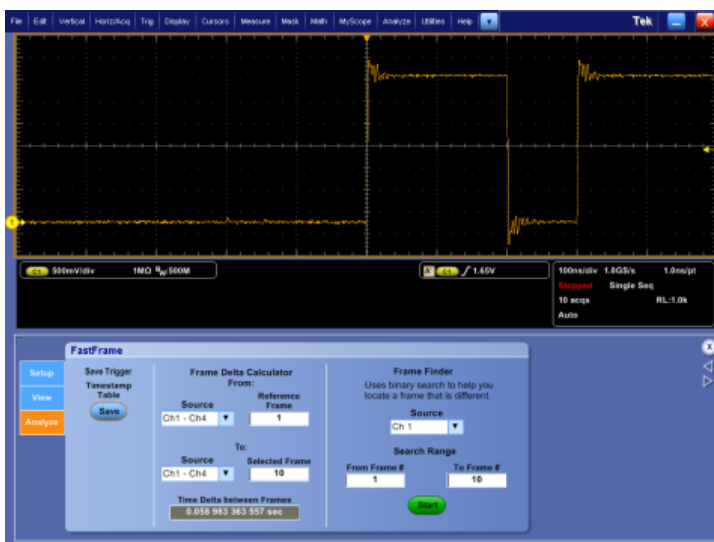 File Edit Vertical Horiz/Acq Trig Display Cursors Measure Mask Math MyScope Analyze Utilities Help Tek
1
C1 500mV/div 1MΩ BW:500M
A' C1 1.65V
100ns/div 1.0GS/s 1.0ns/pt
Stopped Single Seq
10 acqs RL:1.0k
Auto
FastFrame
Setup
View
Analyze
Save Trigger
Timestamp
Table
Save
Frame Delta Calculator
From:
Source
Reference
Frame
Ch1 - Ch4 1
To:
Source Selected Frame
Ch1 - Ch4 10
Time Delta between Frames
0.058 983 363 557 sec
Frame Finder
Uses binary search to help you
locate a frame that is different.
Source
Ch 1
Search Range
From Frame # To Frame #
1 10
Start
X